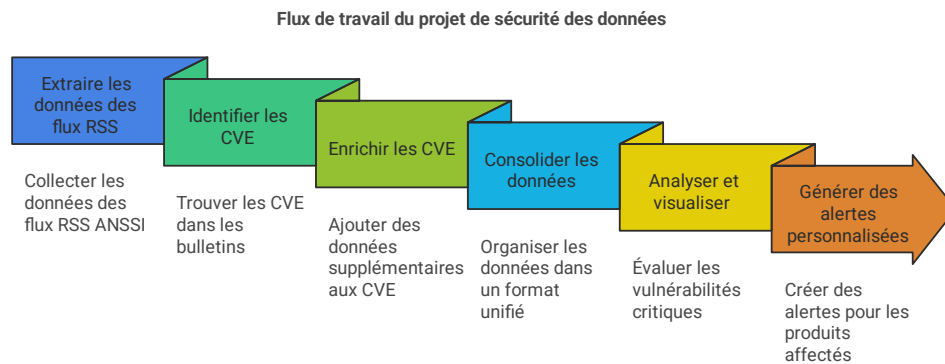 Flux de travail du projet de sécurité des données
Extraire les
données des
flux RSS
Collecter les
données des
flux RSS ANSSI
Identifier les
CVE
Trouver les CVE
dans les
bulletins
Enrichir les CVE
Ajouter des
données
supplémentaires
aux CVE
Consolider les
données
Organiser les
données dans
un format
unifié
Analyser et
visualiser
Évaluer les
vulnérabilités
critiques
Générer des
alertes
personnalisées
Créer des
alertes pour les
produits
affectés